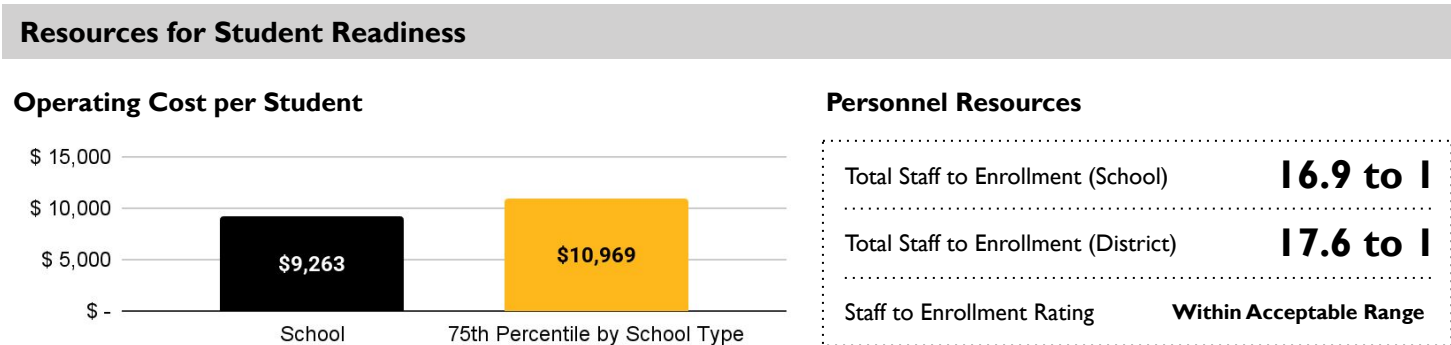 Resources for Student Readiness
Operating Cost per Student
$ 15,000
$ 10,000
$ 5,000
$ -
$9,263
$10,969
School
75th Percentile by School Type
Personnel Resources
Total Staff to Enrollment (School) 16.9 to 1
Total Staff to Enrollment (District) 17.6 to 1
Staff to Enrollment Rating Within Acceptable Range